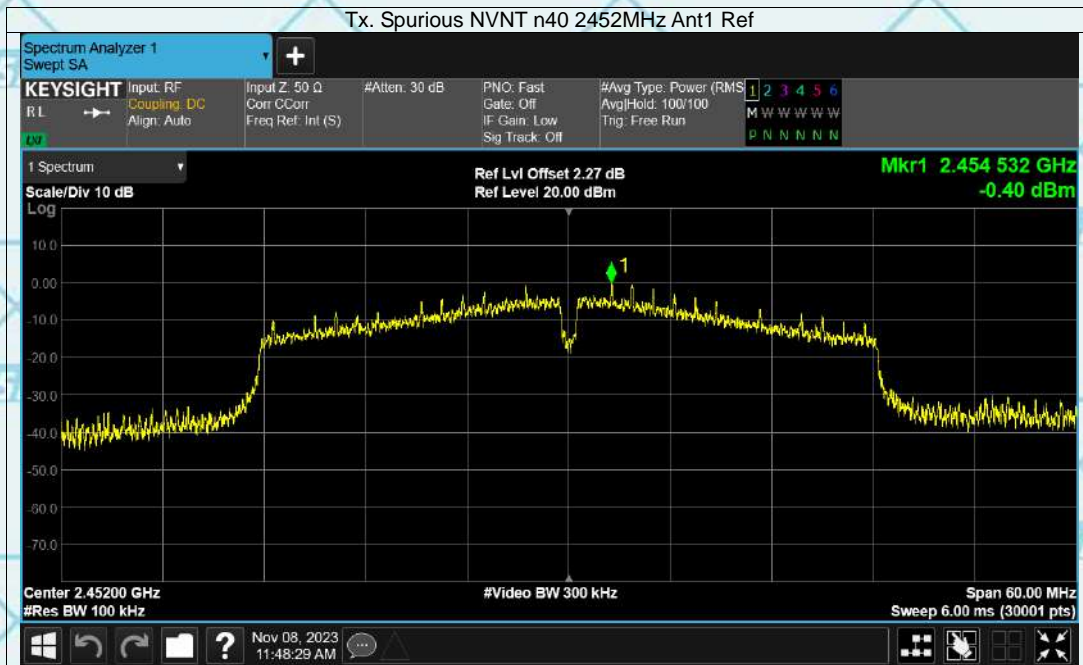 Tx. Spurious NVNT n40 2452MHz Ant1 Ref
Spectrum Analyzer 1
Swept SA
KEYSIGHT
R L
LXI
Input: RF
Coupling: DC
Align: Auto
Input Z: 50 Ω
Corr CCorr
Freq Ref: Int (S)
#Atten: 30 dB
PNO: Fast
Gate: Off
IF Gain: Low
Sig Track: Off
#Avg Type: Power (RMS
Avg|Hold: 100/100
Trig: Free Run
1 2 3 4 5 6
M W W W W W
P N N N N N
1 Spectrum
Scale/Div 10 dB
Ref Lvl Offset 2.27 dB
Ref Level 20.00 dBm
Mkr1 2.454 532 GHz
-0.40 dBm
Log
10.0
0.00
-10.0
-20.0
-30.0
-40.0
-50.0
-60.0
-70.0
1
Center 2.45200 GHz
#Res BW 100 kHz
#Video BW 300 kHz
Span 60.00 MHz
Sweep 6.00 ms (30001 pts)
?
Nov 08, 2023
11:48:29 AM